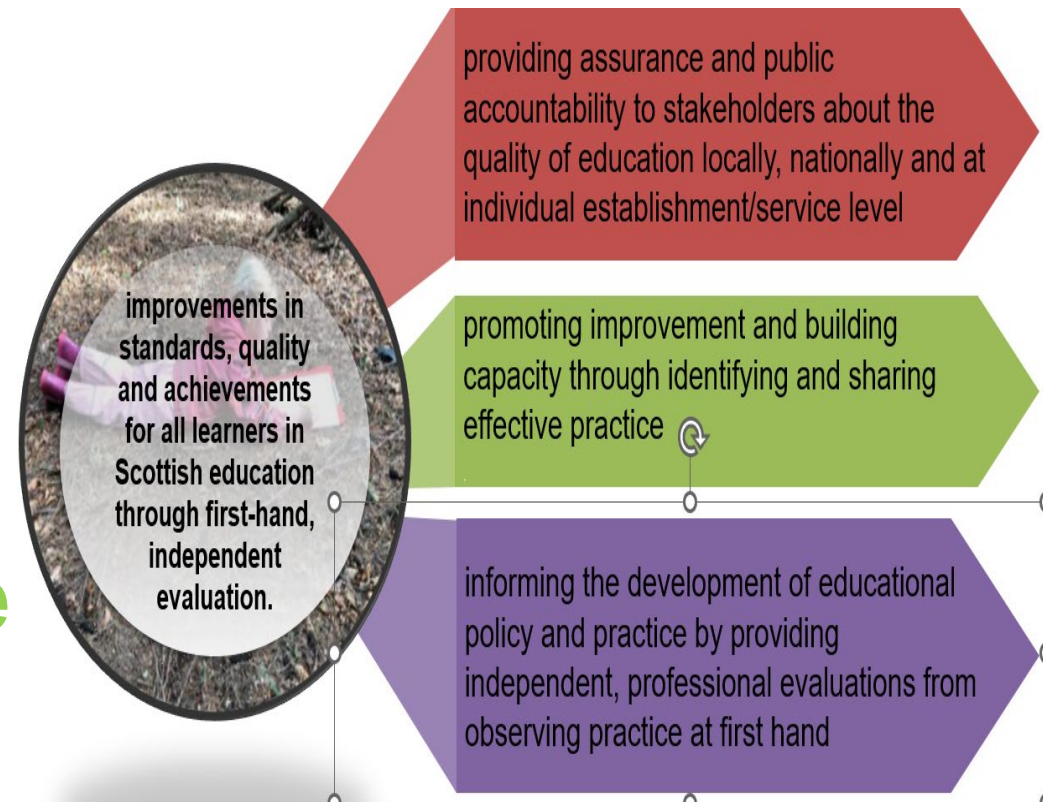 improvements in
standards, quality
and achievements
for all learners in
Scottish education
through first-hand,
independent
evaluation.
providing assurance and public
accountability to stakeholders about the
quality of education locally, nationally and at
individual establishment/service level
promoting improvement and building
capacity through identifying and sharing
effective practice
.
informing the development of educational
policy and practice by providing
independent, professional evaluations from
observing practice at first hand
e